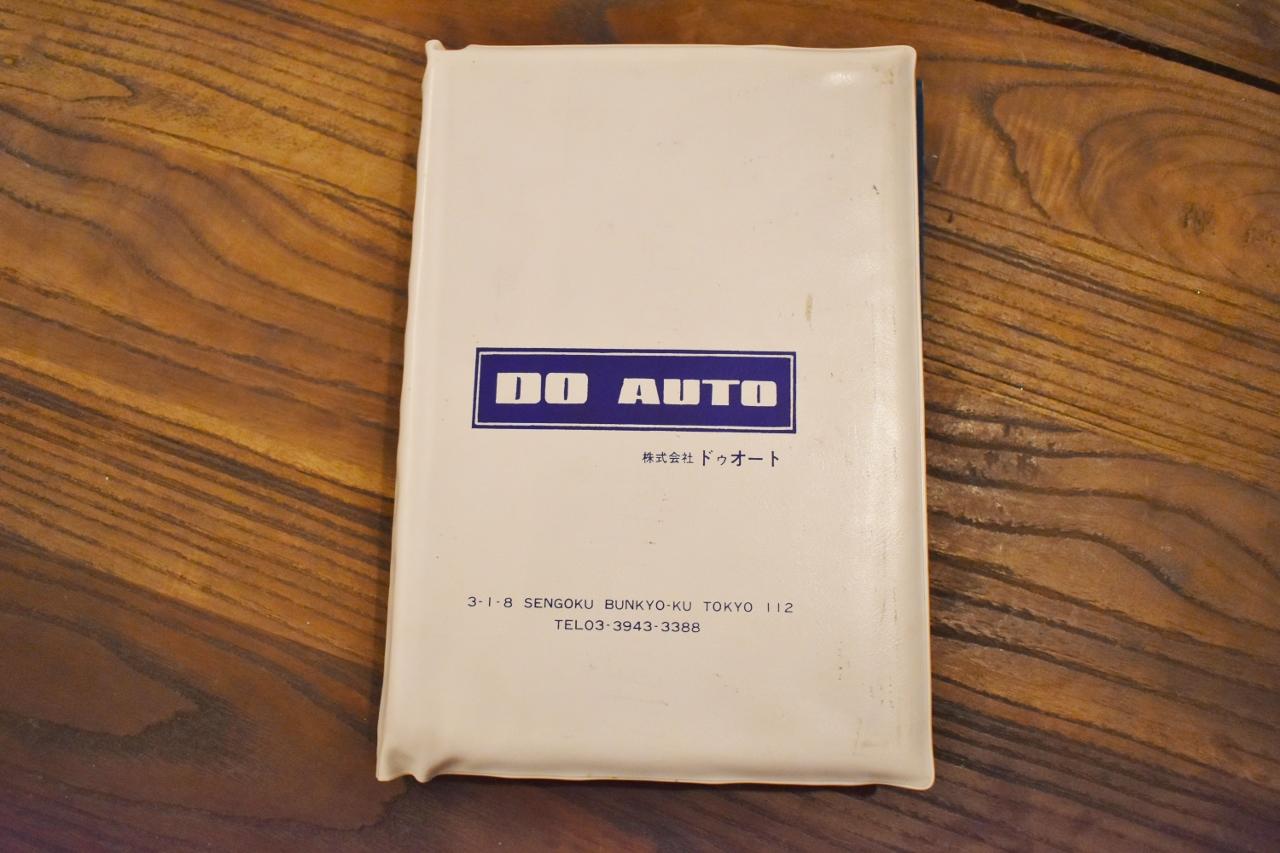 DO AUTO
株式会社 ドゥオート
3-1-8 SENGOKU BUNKYO-KU TOKYO 112
TEL03-3943-3388